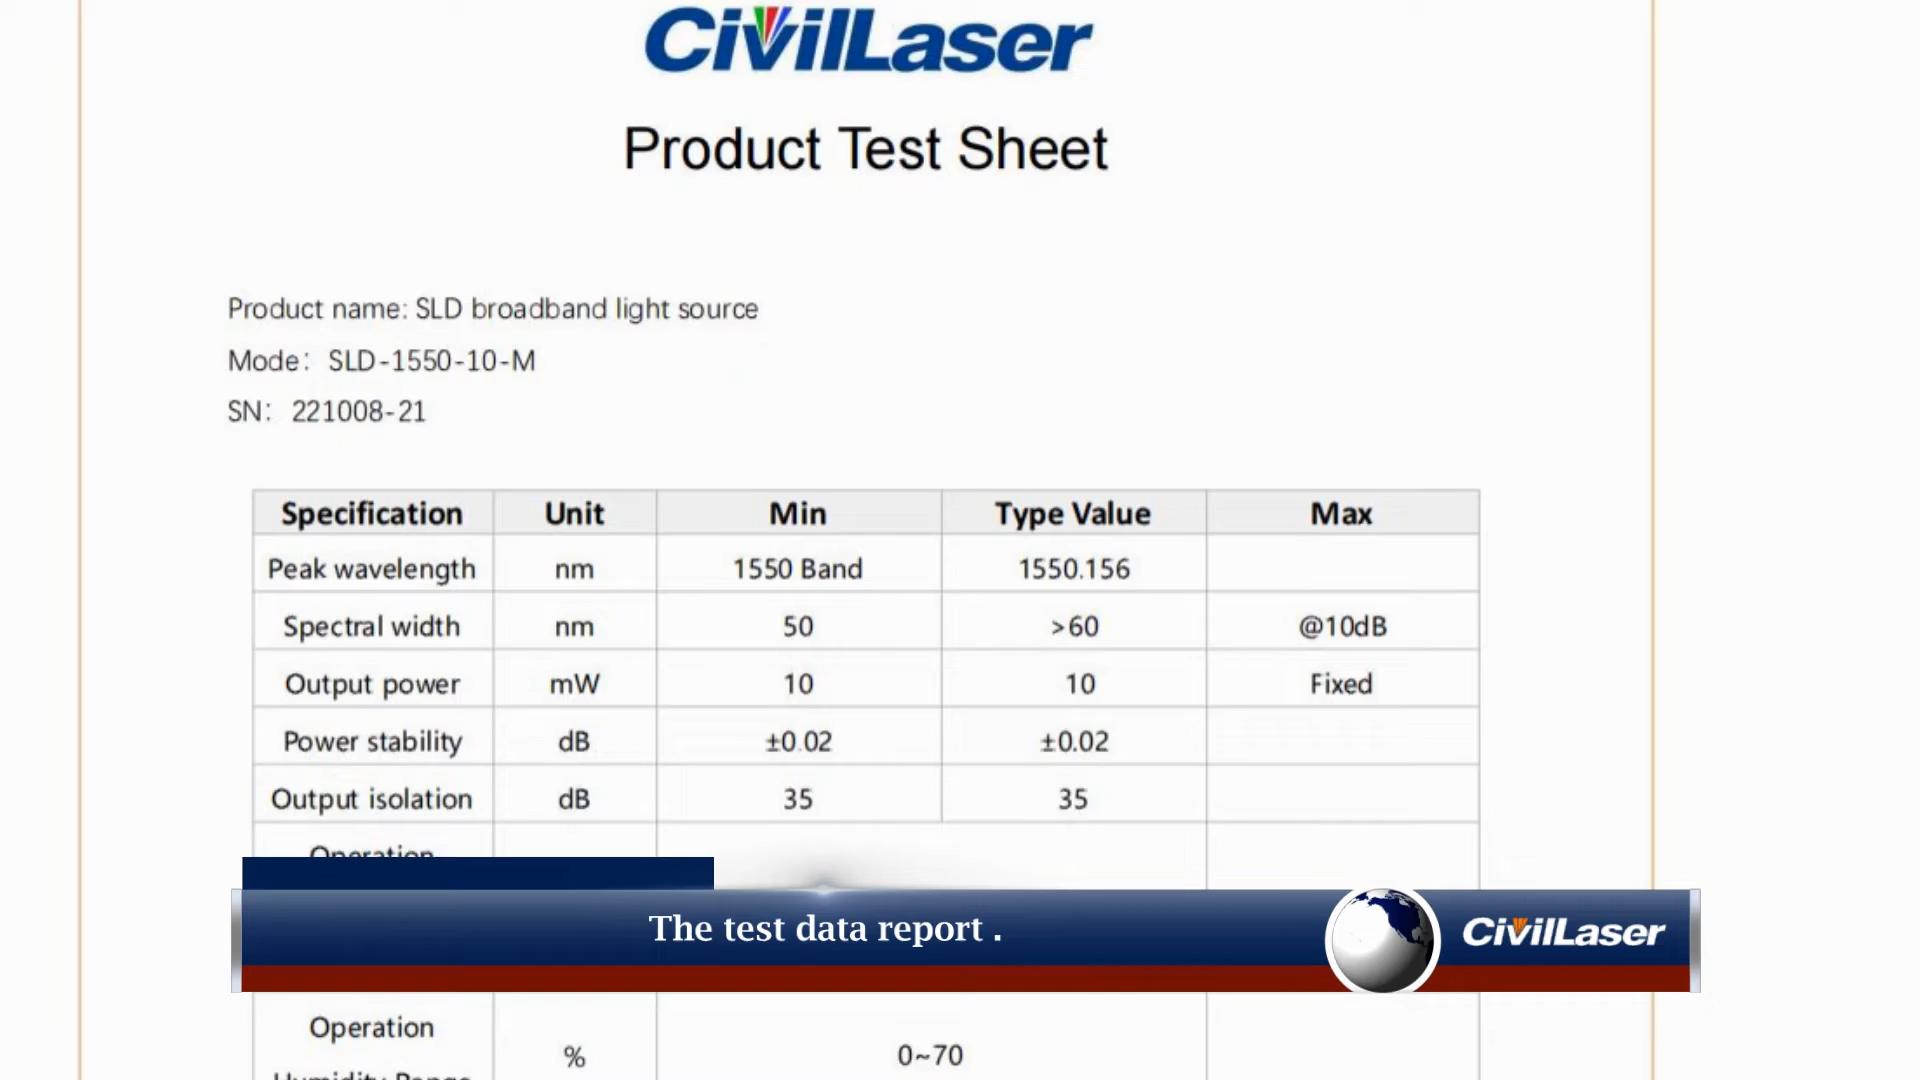 CivilLaser
Product Test Sheet
Product name: SLD broadband light source
Mode: SLD-1550-10-M
SN: 221008-21
Specification Unit Min Type Value Max
Peak wavelength nm 1550 Band 1550.156
Spectral width nm 50 >60 @10dB
Output power mW 10 10 Fixed
Power stability dB ±0.02 ±0.02
Output isolation dB 35 35
Operation
The test data report .
CivilLaser
Operation
% 0~70
Humidity Range